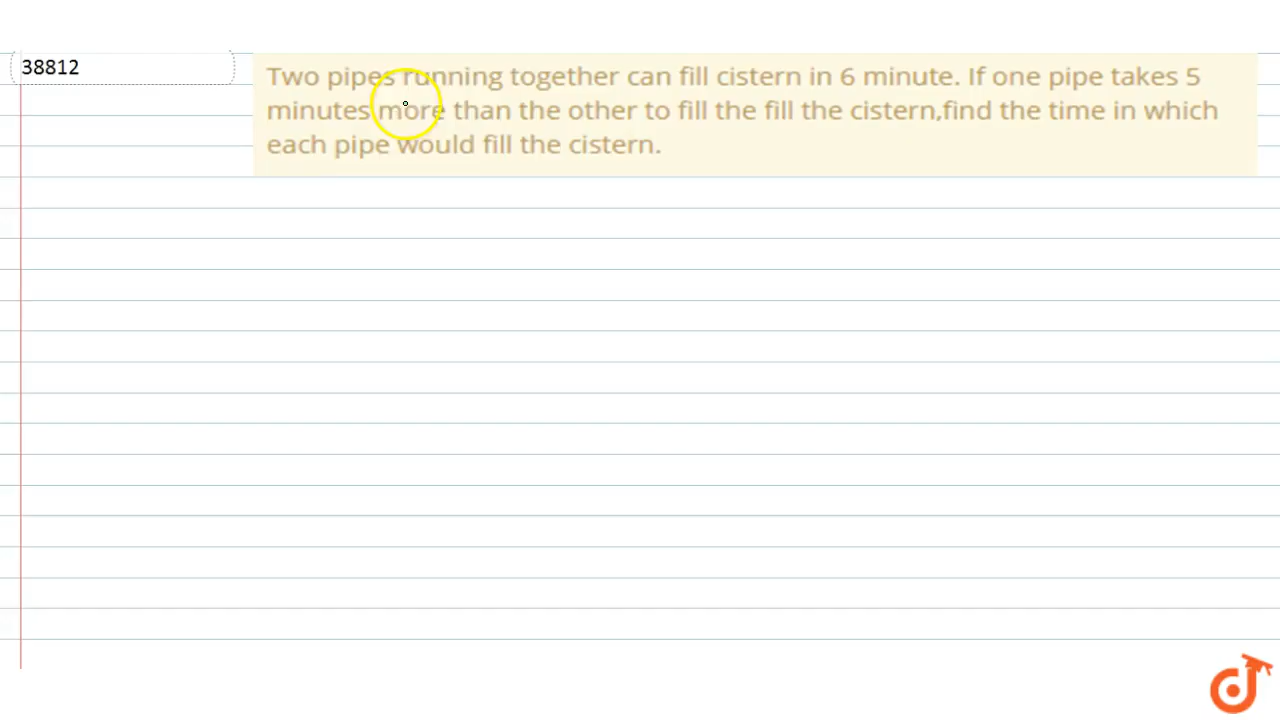 38812
Two pipes running together can fill cistern in 6 minute. If one pipe takes 5
minutes more than the other to fill the fill the cistern,find the time in which
each pipe would fill the cistern.